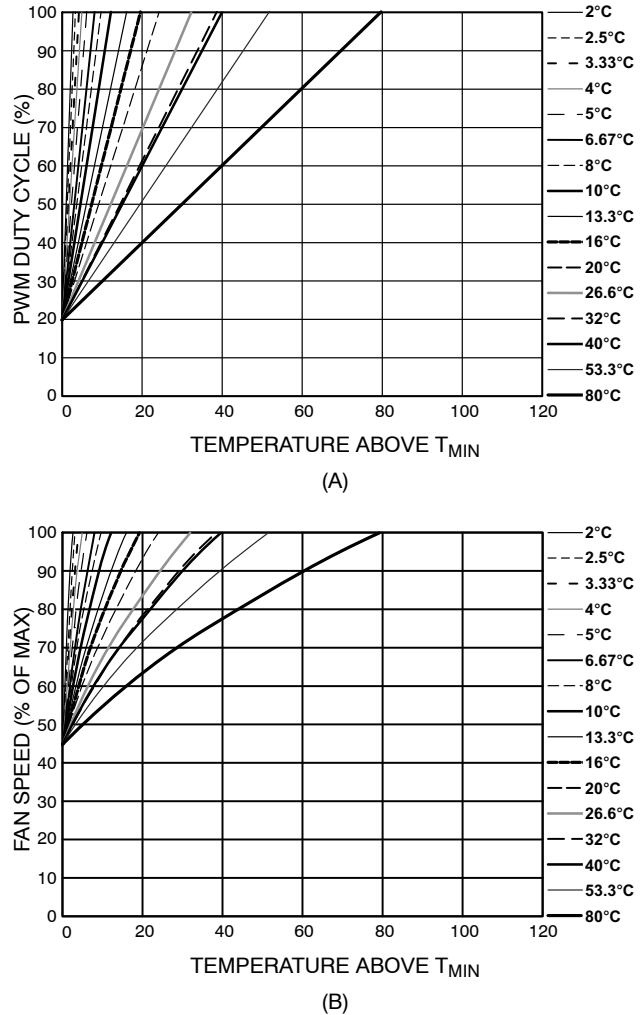 PWM DUTY CYCLE (%)
100
90
80
70
60
50
40
30
20
10
0
0 20 40 60 80 100 120
TEMPERATURE ABOVE TMIN
2°C
2.5°C
3.33°C
4°C
5°C
6.67°C
8°C
10°C
13.3°C
16°C
20°C
26.6°C
32°C
40°C
53.3°C
80°C
(A)
FAN SPEED (% OF MAX)
100
90
80
70
60
50
40
30
20
10
0
0 20 40 60 80 100 120
TEMPERATURE ABOVE TMIN
2°C
2.5°C
3.33°C
4°C
5°C
6.67°C
8°C
10°C
13.3°C
16°C
20°C
26.6°C
32°C
40°C
53.3°C
80°C
(B)